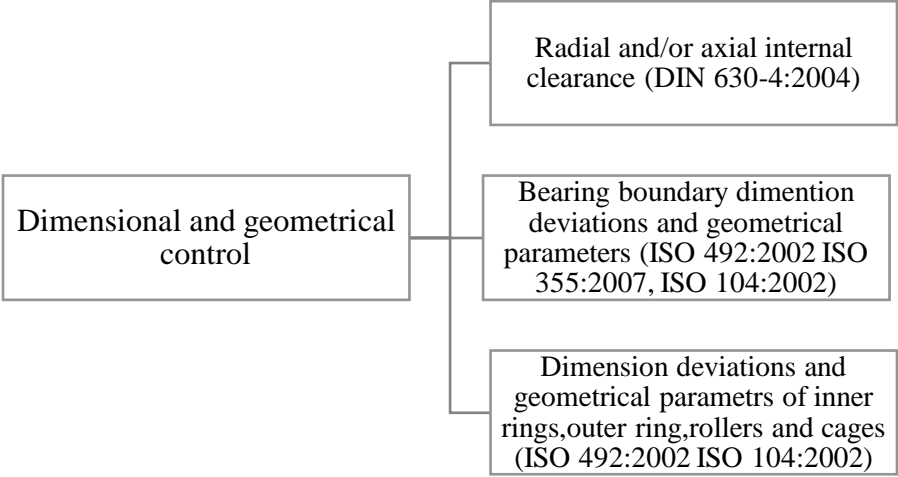 Radial and/or axial internal
clearance (DIN 630-4:2004)
Dimensional and geometrical
control
Bearing boundary dimention
deviations and geometrical
parameters (ISO 492:2002 ISO
355:2007, ISO 104:2002)
Dimension deviations and
geometrical parametrs of inner
rings,outer ring,rollers and cages
(ISO 492:2002 ISO 104:2002)